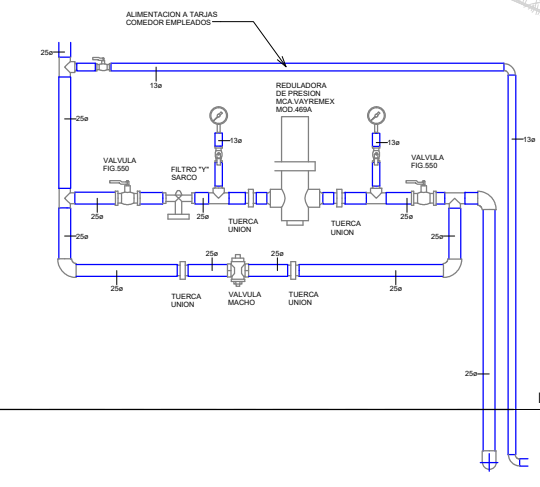 ALIMENTACION A TARJAS
COMEDOR EMPLEADOS
25ø
13ø
REDULADORA
DE PRESION
MCA.VAYREMEX
MOD.469A
25ø
13ø
13ø
13ø
VALVULA
FIG.550
FILTRO "Y"
SARCO
VALVULA
FIG.550
25ø
25ø
25ø
TUERCA
UNION
TUERCA
UNION
25ø
25ø
25ø
25ø
25ø
25ø
TUERCA
UNION
VALVULA
MACHO
TUERCA
UNION
25ø